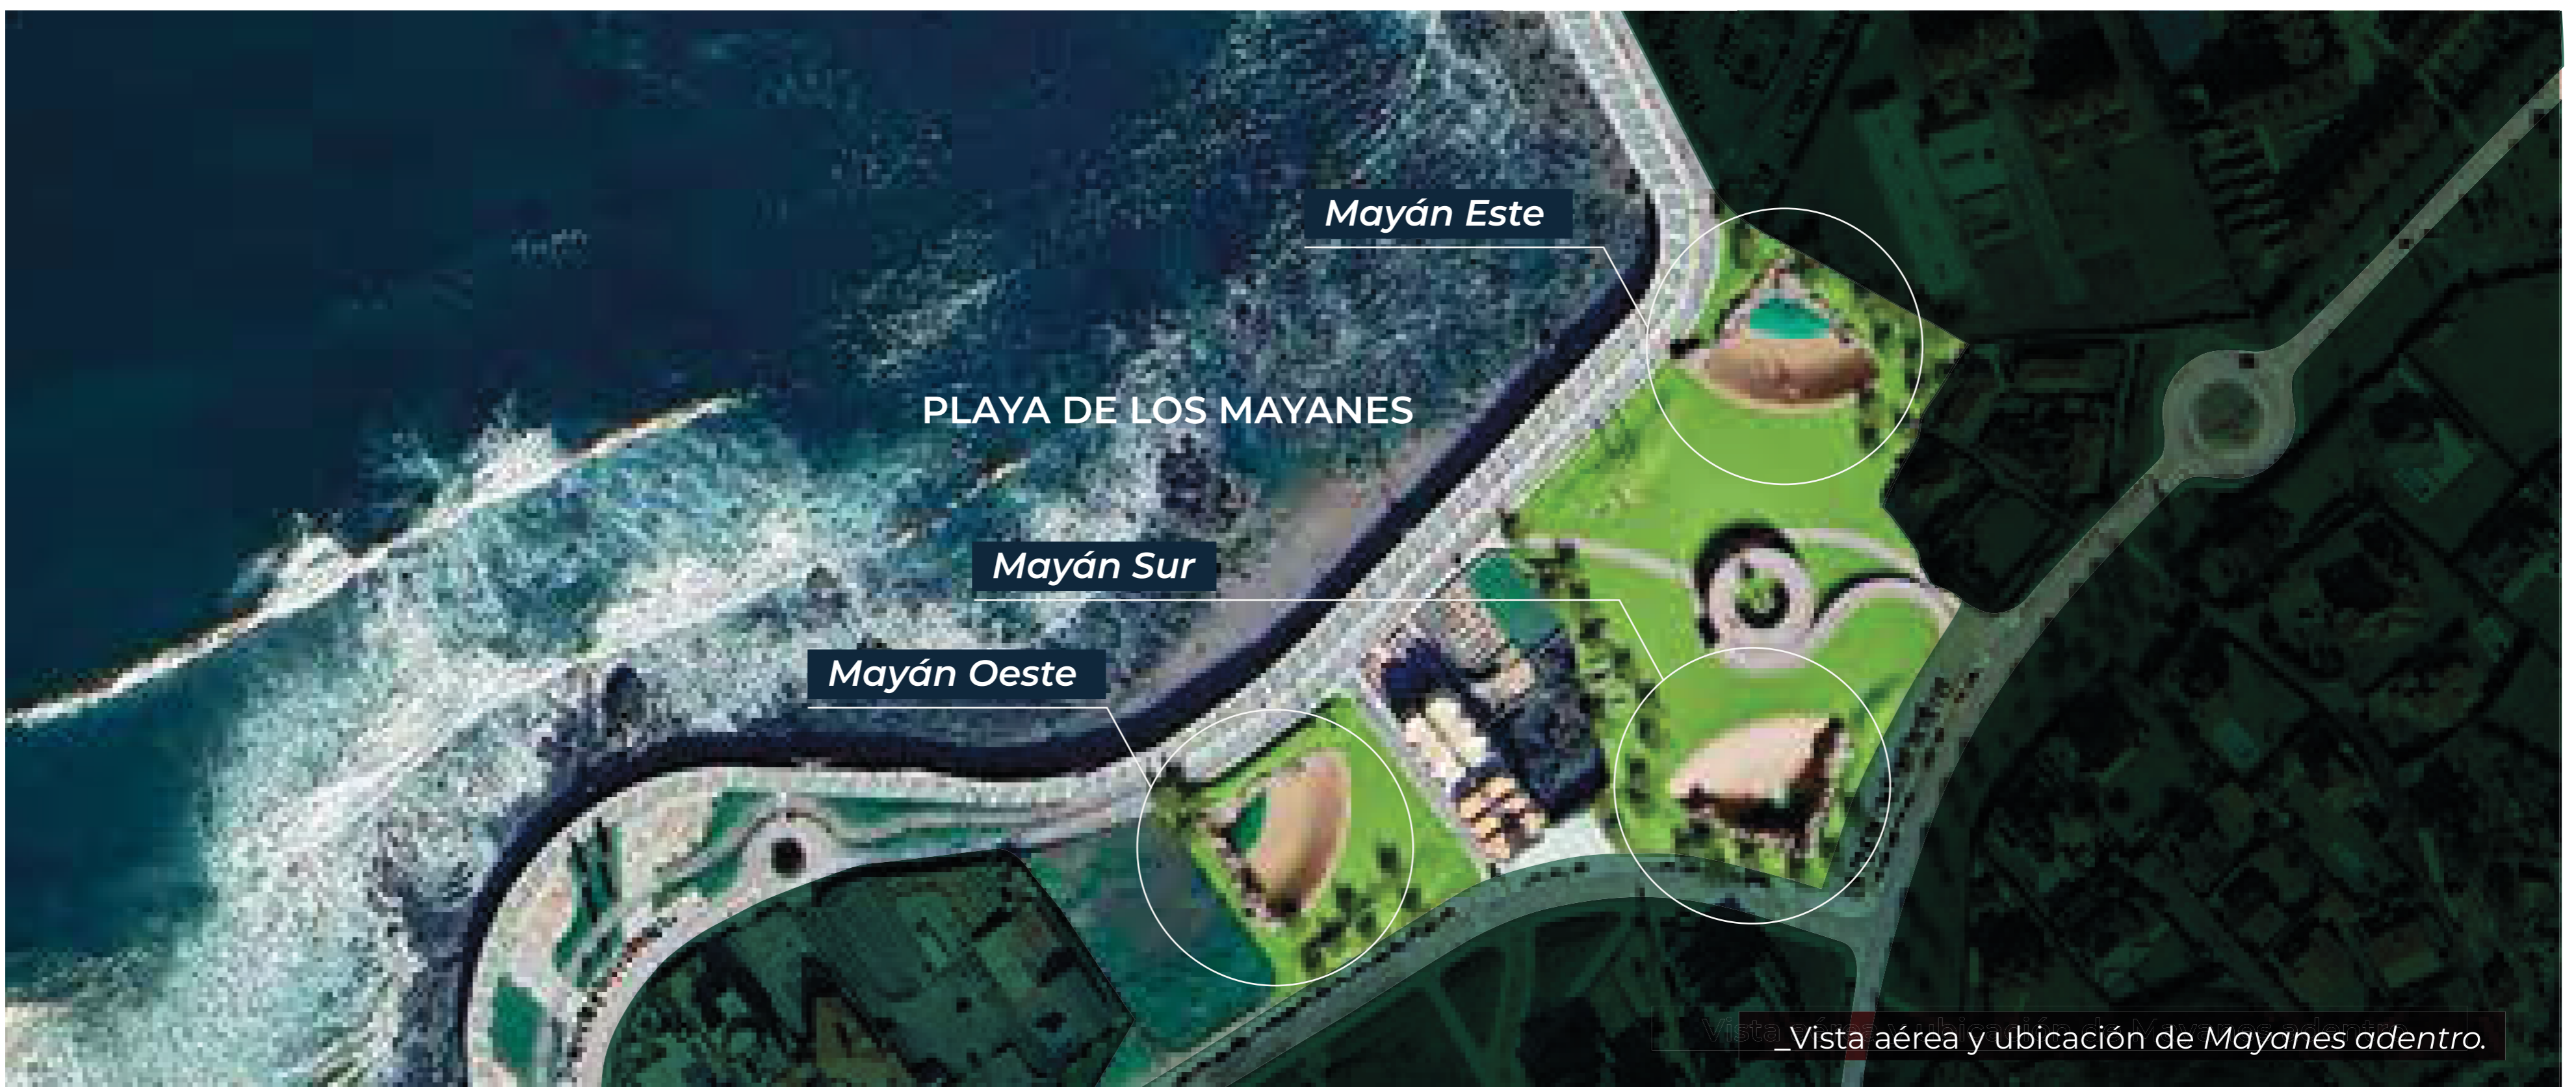 Mayán Este
PLAYA DE LOS MAYANES
Mayán Sur
Mayán Oeste
_Vista aérea y ubicación de Mayanes adentro.